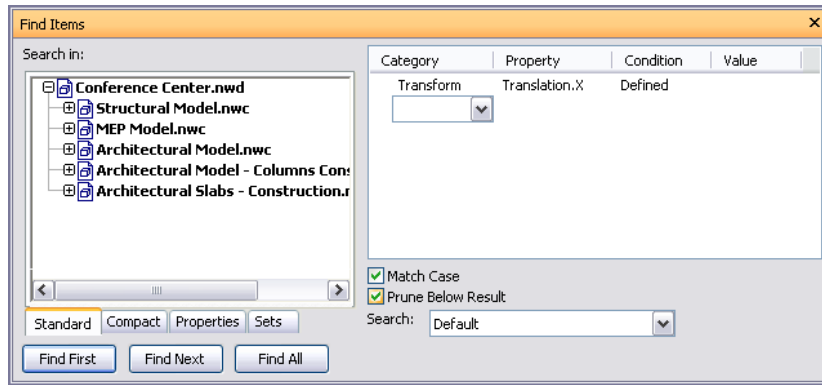 Find Items
Search in:
Conference Center.nwd
Structural Model.nwc
MEP Model.nwc
Architectural Model.nwc
Architectural Model - Columns Cons
Architectural Slabs - Construction.r
Standard Compact Properties Sets
Find First Find Next Find All
Category Property Condition Value
Transform Translation.X Defined
Match Case
Prune Below Result
Search: Default